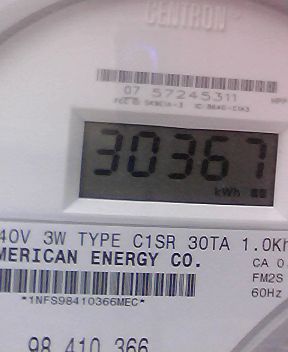 CENTRON
07 57245311
30367
kWh
40V 3W TYPE C1SR 30TA 1.0Kh
MERICAN ENERGY CO.
CA 0
FM2S
60Hz
*1NFS98410366MEC*
98 410 366